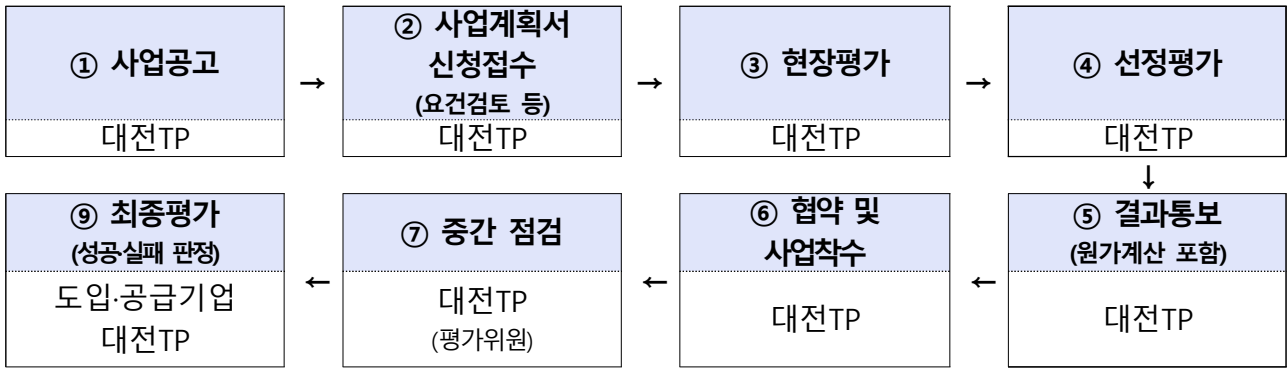 ① 사업공고
대전TP
→
② 사업계획서
신청접수
(요건검토 등)
대전TP
→
③ 현장평가
대전TP
→
④ 선정평가
대전TP
↓
⑤ 결과통보
(원가계산 포함)
대전TP
←
⑥ 협약 및
사업착수
대전TP
←
⑦ 중간 점검
대전TP
(평가위원)
←
⑨ 최종평가
(성공·실패 판정)
도입·공급기업
대전TP